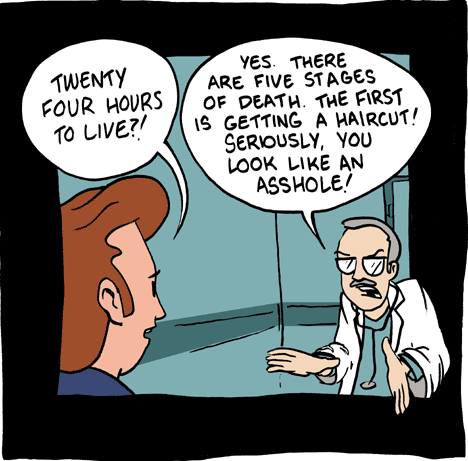 TWENTY
FOUR HOURS
TO LIVE?!
YES. THERE
ARE FIVE STAGES
OF DEATH. THE FIRST
IS GETTING A HAIRCUT!
SERIOUSLY, YOU
LOOK LIKE AN
ASSHOLE!